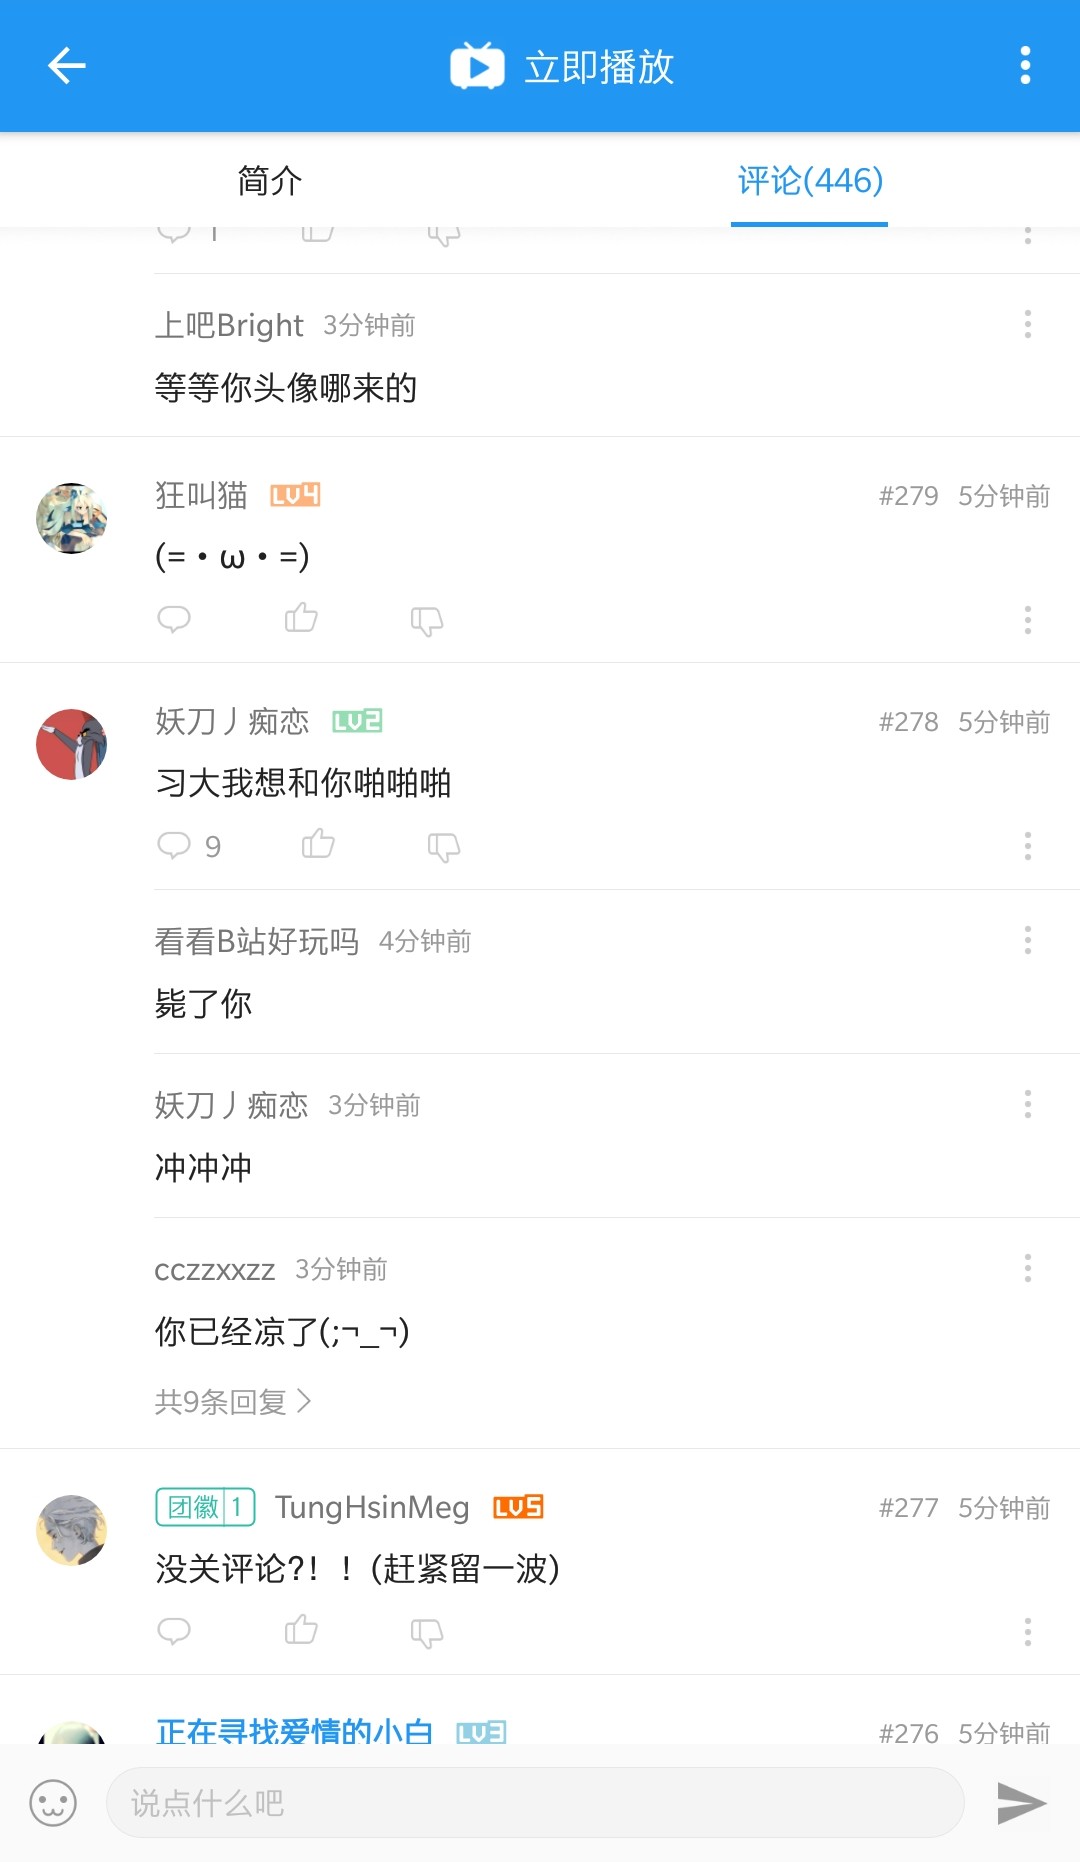 立即播放
简介
评论(446)
1
上吧Bright 3分钟前
等等你头像哪来的
狂叫猫 LV4 #279 5分钟前
(=・ω・=)
妖刀丿痴恋 LV2 #278 5分钟前
习大我想和你啪啪啪
9
看看B站好玩吗 4分钟前
毙了你
妖刀丿痴恋 3分钟前
冲冲冲
cczzxxzz 3分钟前
你已经凉了(;¬_¬)
共9条回复
团徽 1 TungHsinMeg LV5 #277 5分钟前
没关评论?！！(赶紧留一波)
正在寻找爱情的小白 LV3 #276 5分钟前
说点什么吧